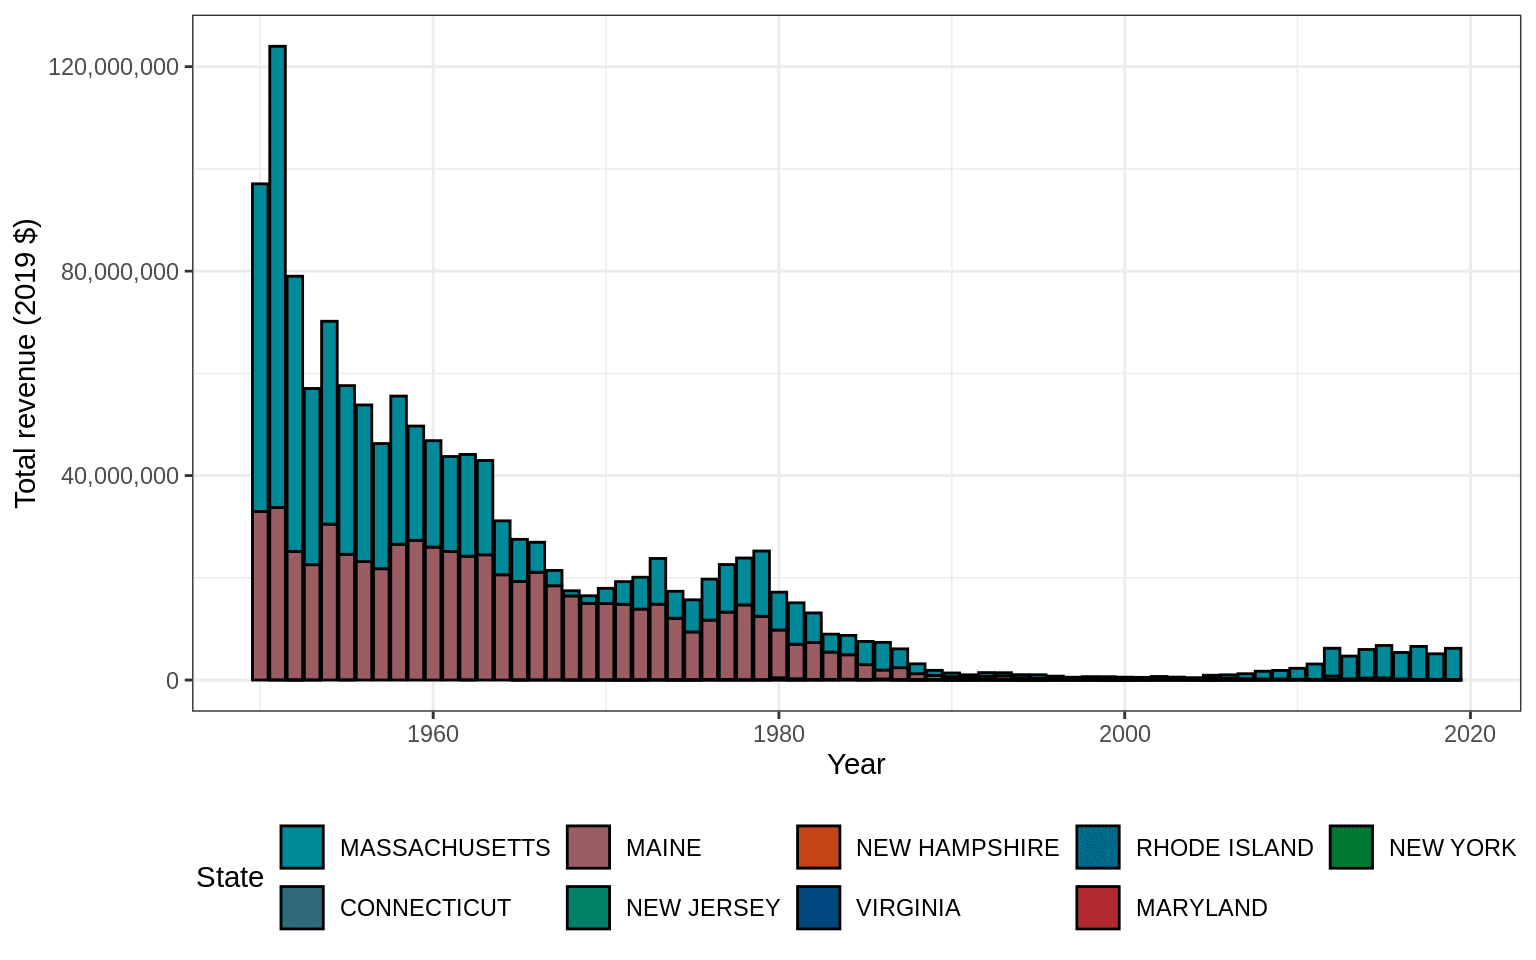 120,000,000
80,000,000
40,000,000
0
Total revenue (2019 $)
1960 1980 2000 2020
Year
State
MASSACHUSETTS MAINE NEW HAMPSHIRE RHODE ISLAND NEW YORK
CONNECTICUT NEW JERSEY VIRGINIA MARYLAND